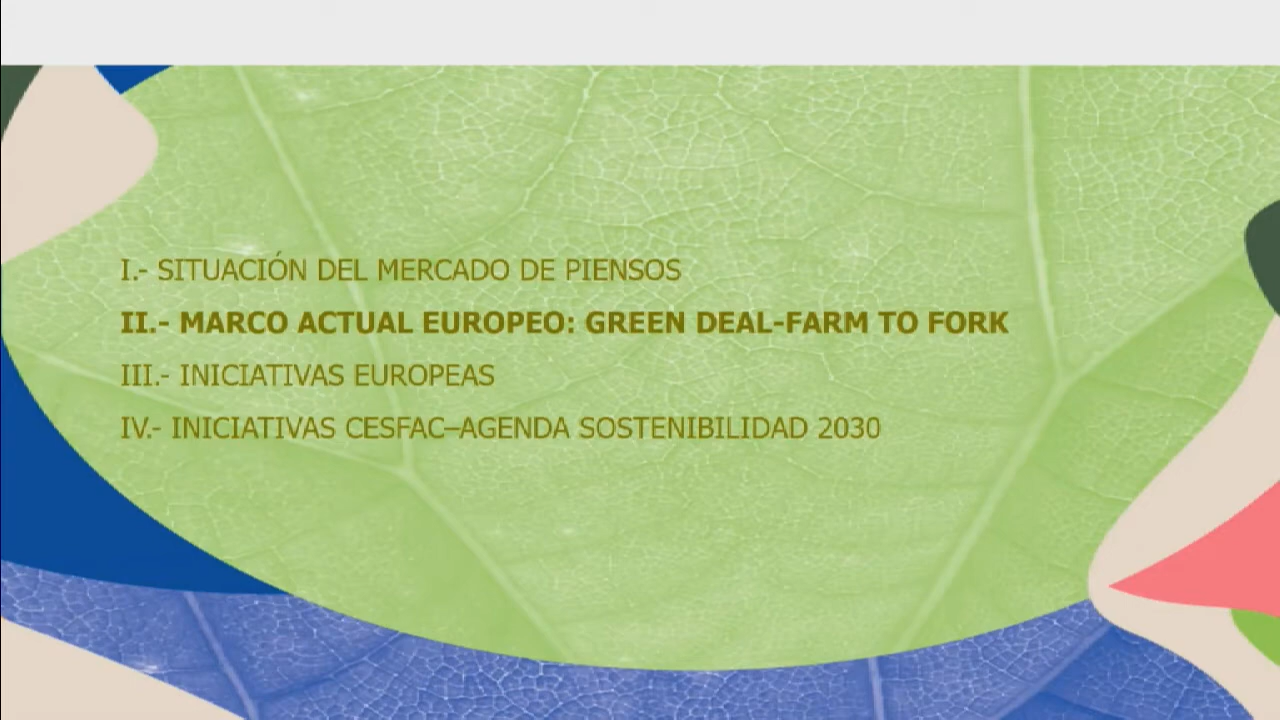 I.- SITUACIÓN DEL MERCADO DE PIENSOS
II.- MARCO ACTUAL EUROPEO: GREEN DEAL-FARM TO FORK
III.- INICIATIVAS EUROPEAS
IV.- INICIATIVAS CESFAC–AGENDA SOSTENIBILIDAD 2030